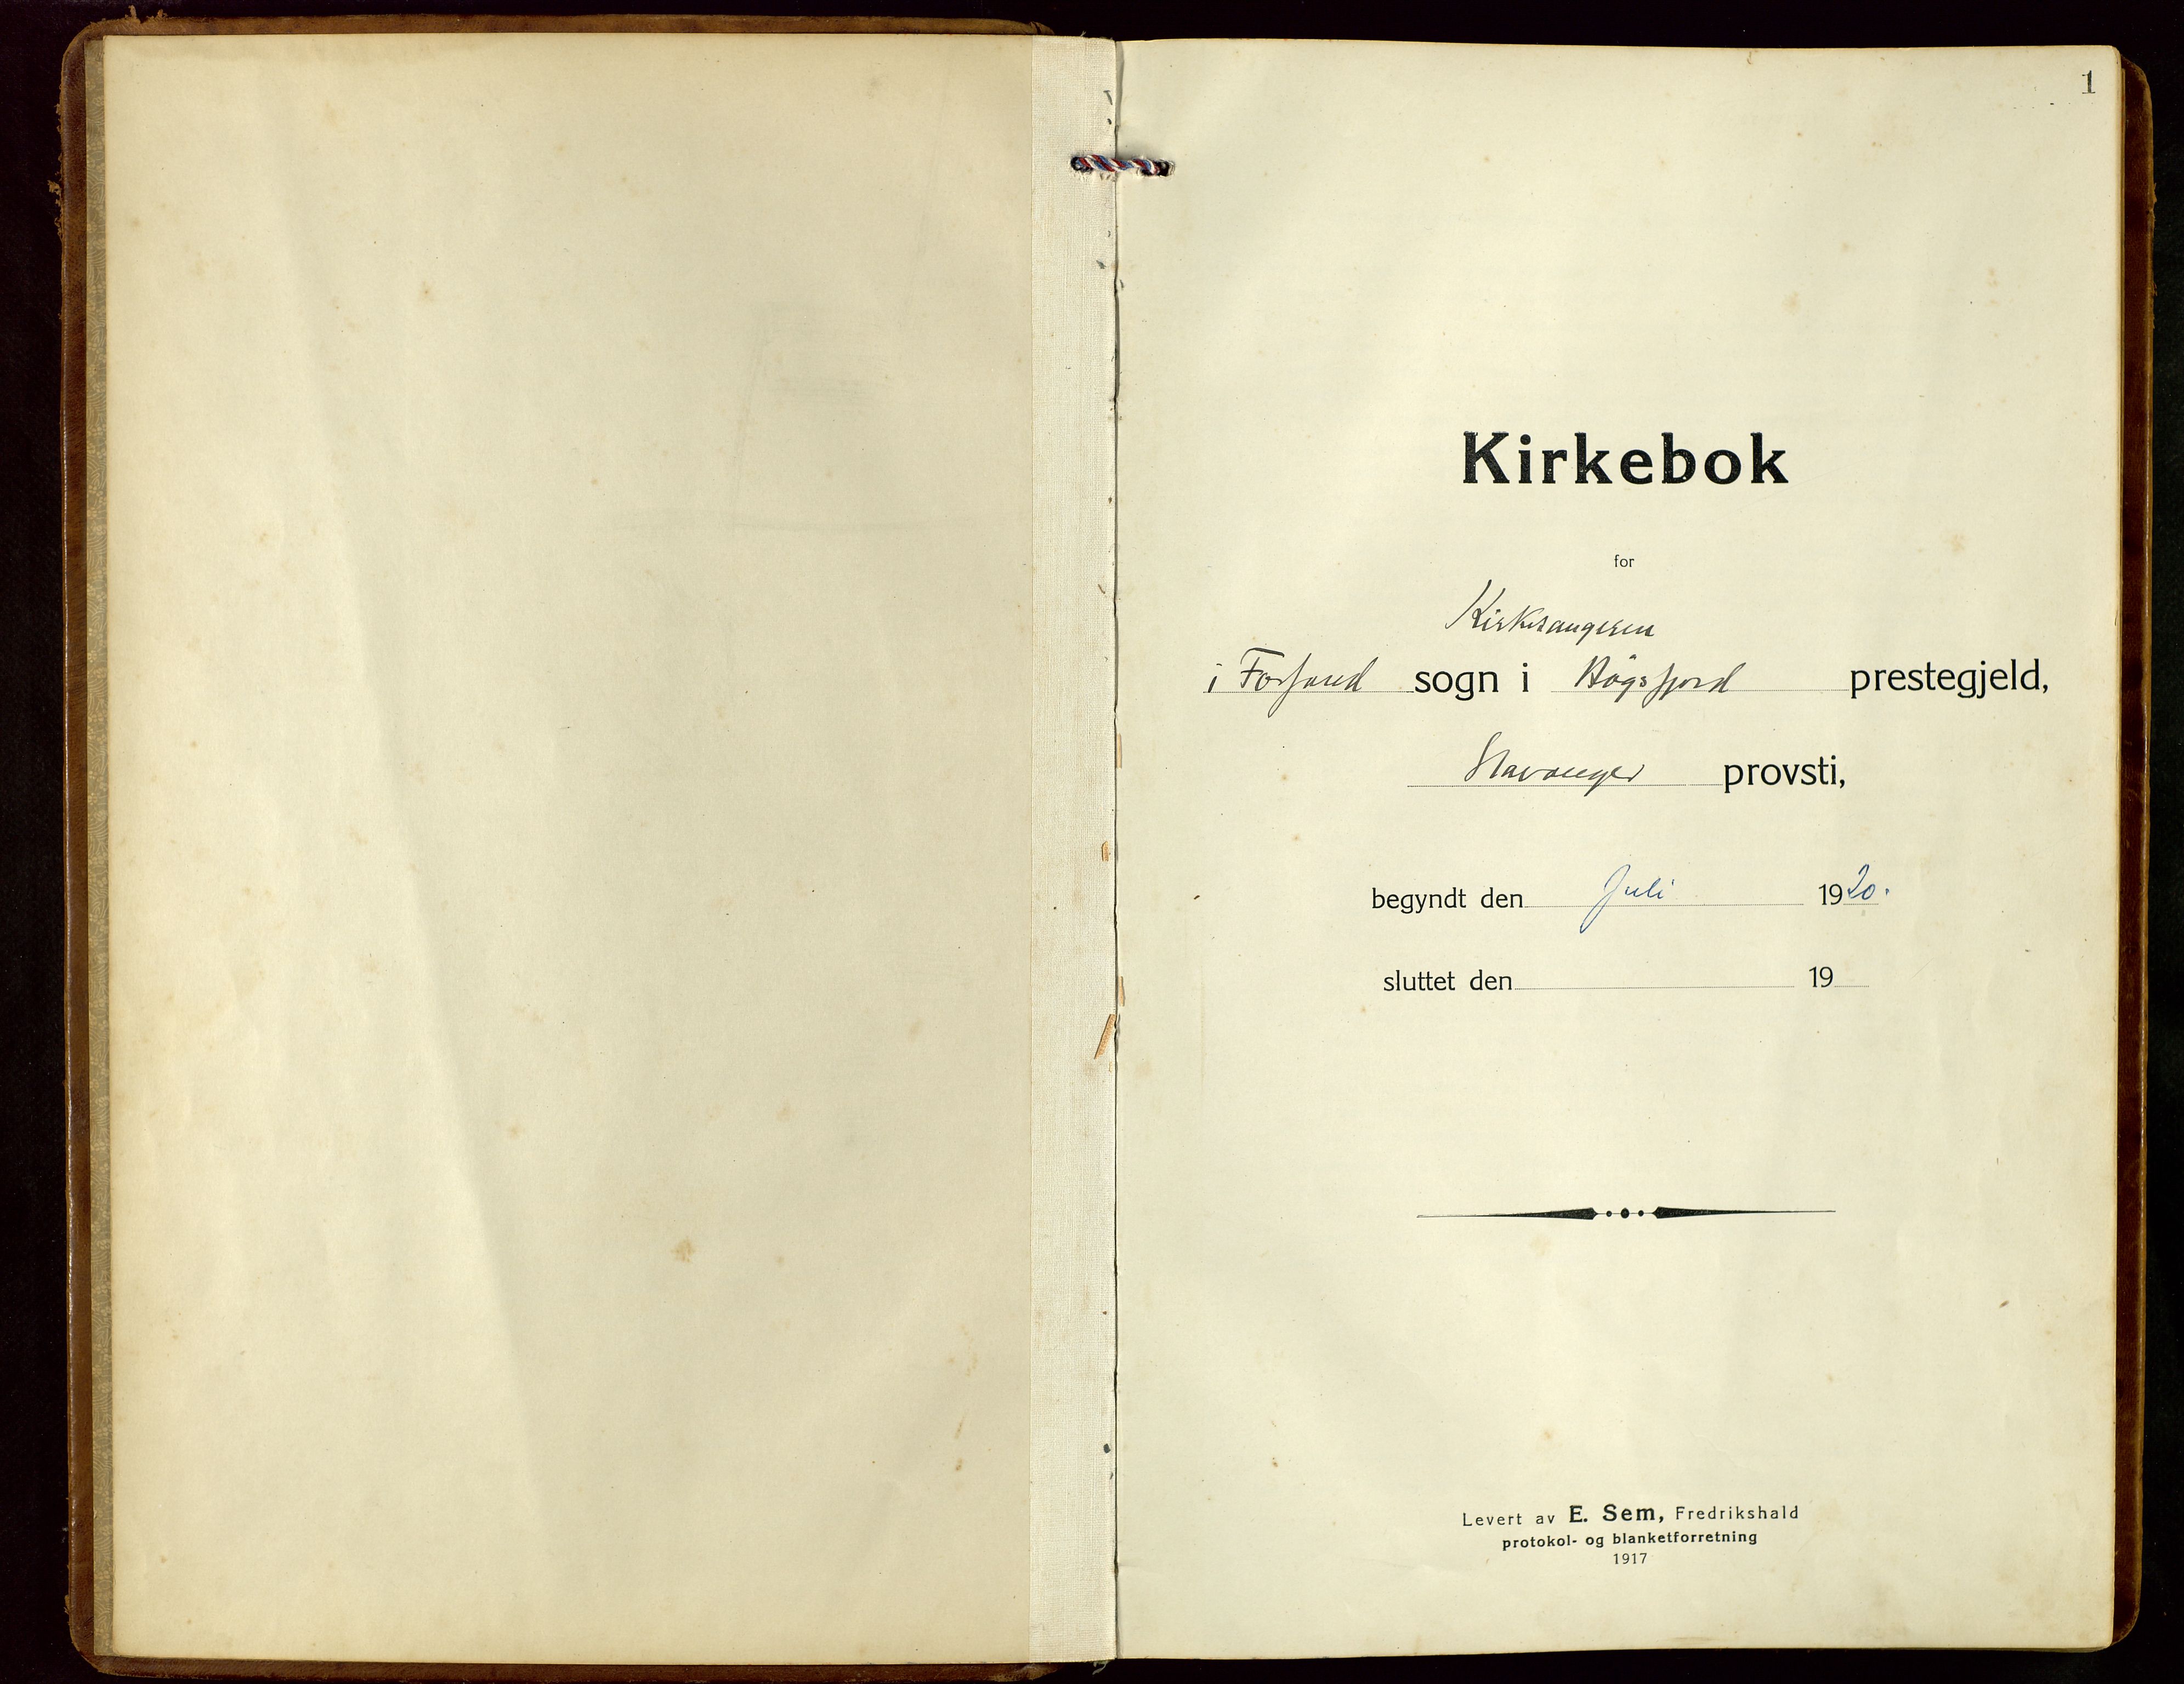 1
Kirkebok
for
Kirkesangeren
i Forsand sogn i Høgsfjord prestegjeld,
Stavanger provsti,
begyndt den Juli 1920.
sluttet den 19
Levert av E. Sem, Fredrikshald
protokol- og blanketforretning
1917